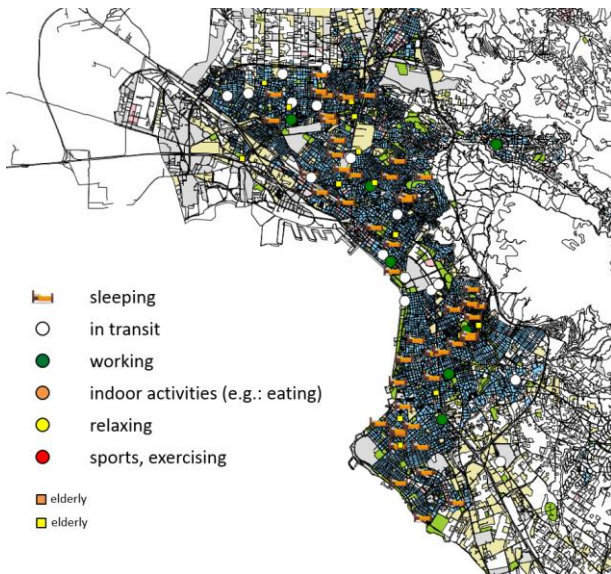 sleeping
in transit
working
indoor activities (e.g.: eating)
relaxing
sports, exercising
elderly
elderly